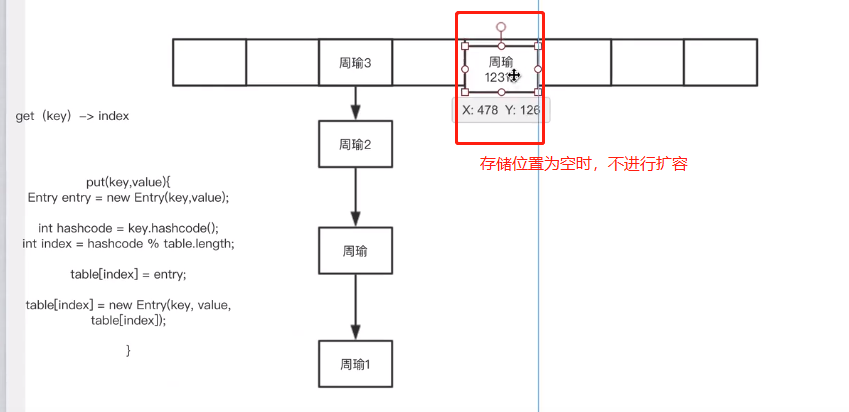 周瑜3
周瑜
X: 478 Y: 126
get（key）-> index
周瑜2
存储位置为空时，不进行扩容
put(key,value){
Entry entry = new Entry(key,value);
int hashcode = key.hashcode();
int index = hashcode % table.length;
周瑜
table[index] = entry;
table[index] = new Entry(key, value,
table[index]);
}
周瑜1